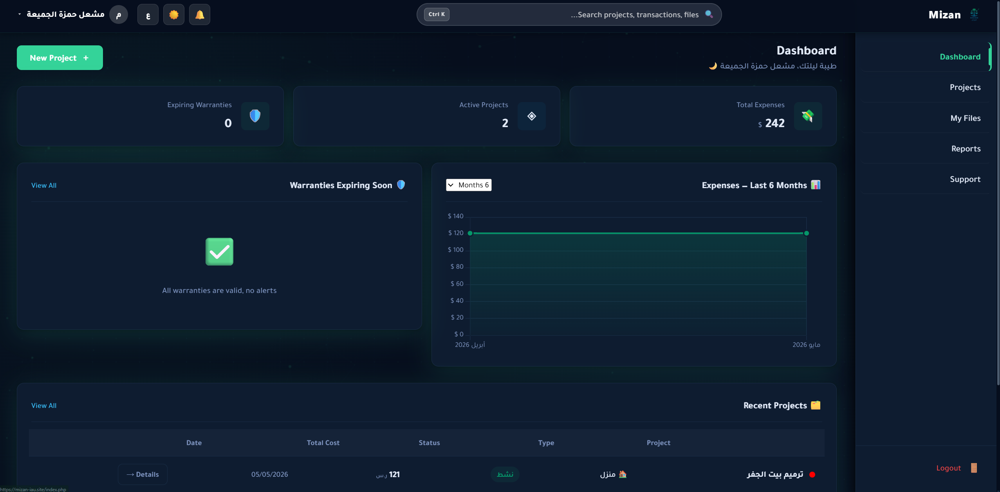 Mizan
Search projects, transactions, files...
Ctrl K
ع
م
مشعل حمزة الجميعة
Dashboard
Projects
My Files
Reports
Support
Logout
Dashboard
طيبة ليلتك، مشعل حمزة الجميعة
New Project +
Total Expenses
242 $
Active Projects
2
Expiring Warranties
0
Expenses – Last 6 Months
Months 6
$ 140
$ 120
$ 100
$ 80
$ 60
$ 40
$ 20
$ 0
أبريل 2026
مايو 2026
Warranties Expiring Soon
View All
All warranties are valid, no alerts
Recent Projects
View All
Project
Type
Status
Total Cost
Date
ترميم بيت الجفر
منزل
نشط
121 ر.س
05/05/2026
Details →
https://mizan-iau.site/index.php